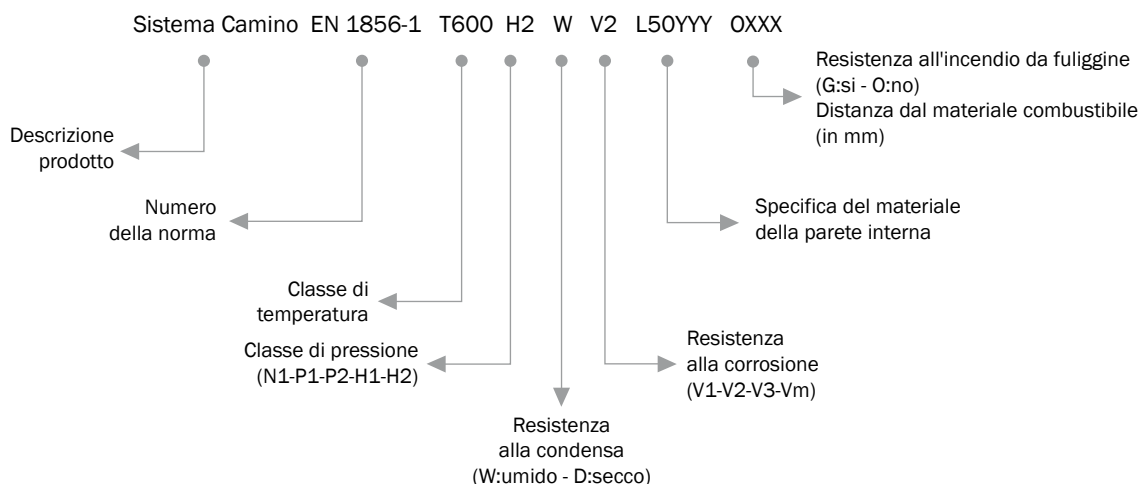 Sistema Camino EN 1856-1 T600 H2 W V2 L50YYY OXXX
Resistenza all'incendio da fuliggine
(G:si - O:no)
Distanza dal materiale combustibile
(in mm)
Descrizione
prodotto
Numero
della norma
Specifica del materiale
della parete interna
Classe di
temperatura
Classe di pressione
(N1-P1-P2-H1-H2)
Resistenza
alla corrosione
(V1-V2-V3-Vm)
Resistenza
alla condensa
(W:umido - D:secco)